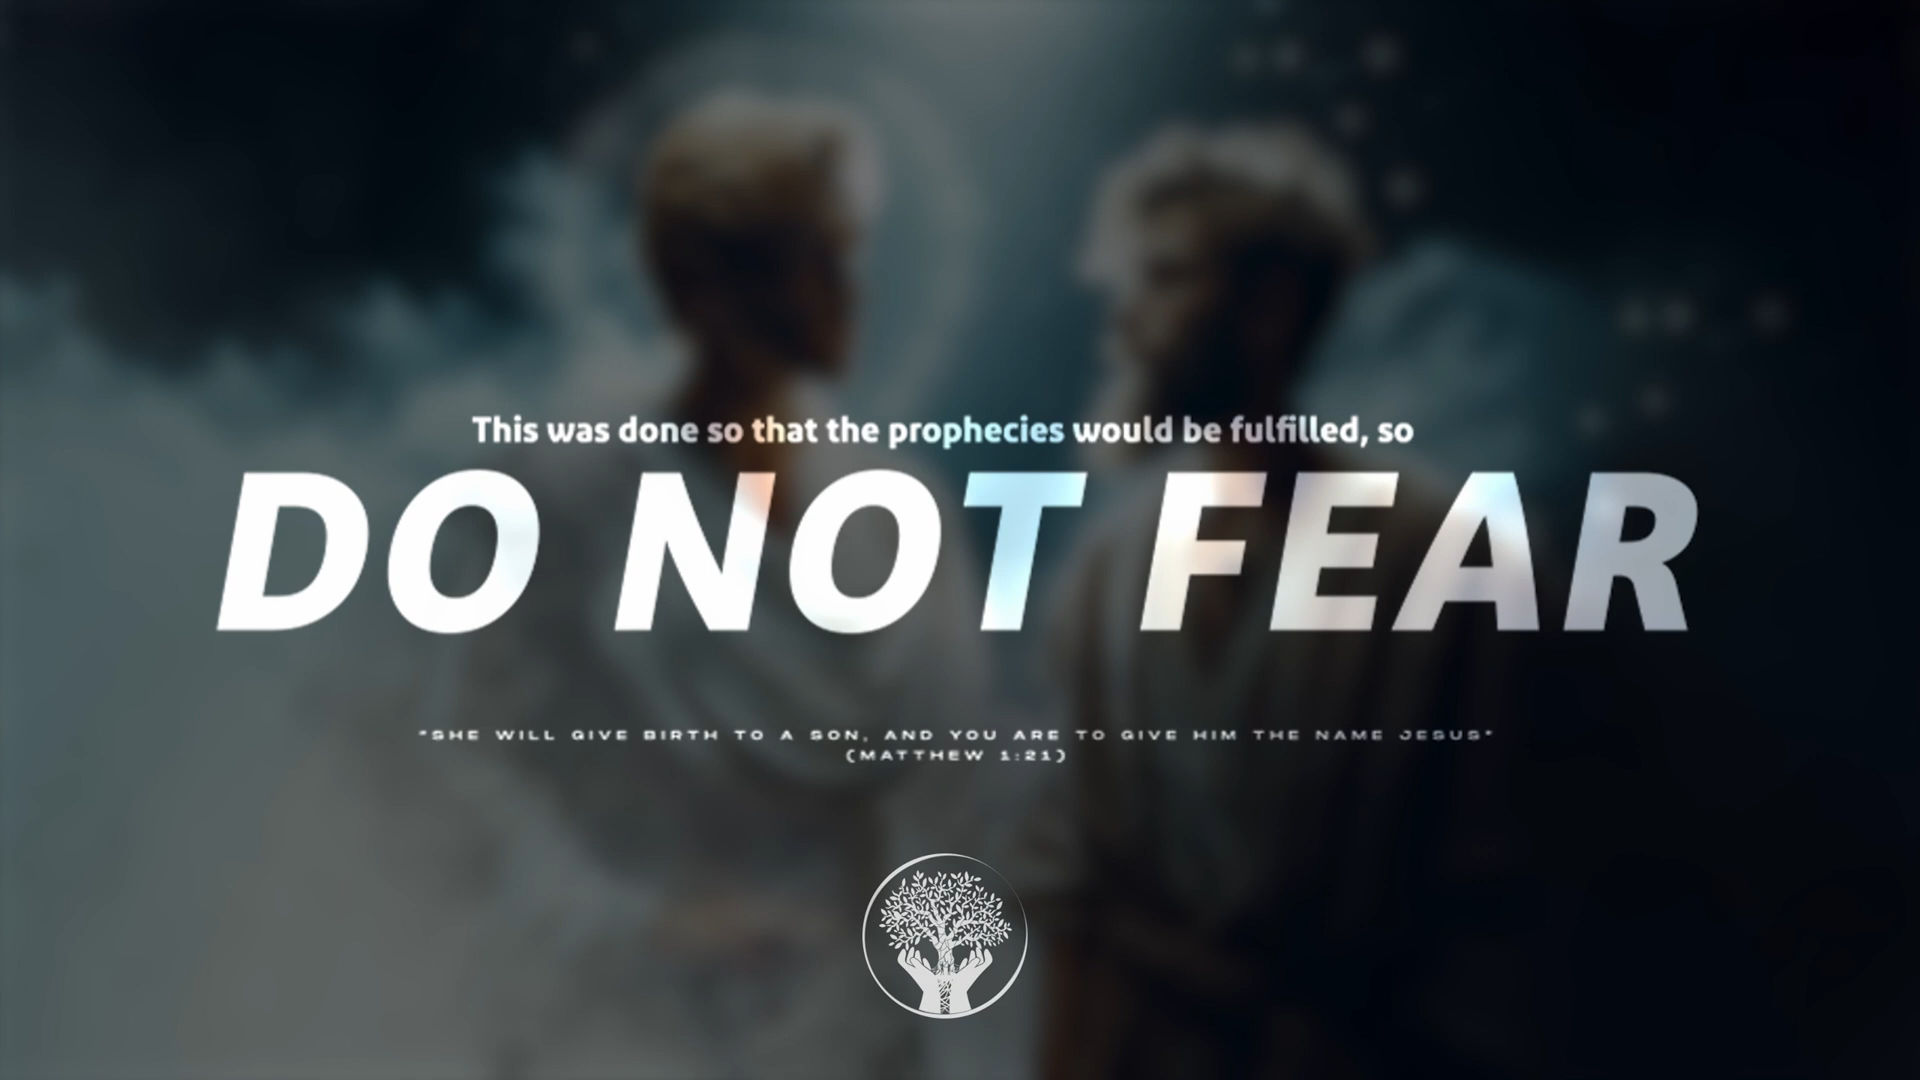 This was done so that the prophecies would be fulfilled, so
DO NOT FEAR
"SHE WILL GIVE BIRTH TO A SON, AND YOU ARE TO GIVE HIM THE NAME JESUS"
(MATTHEW 1:21)